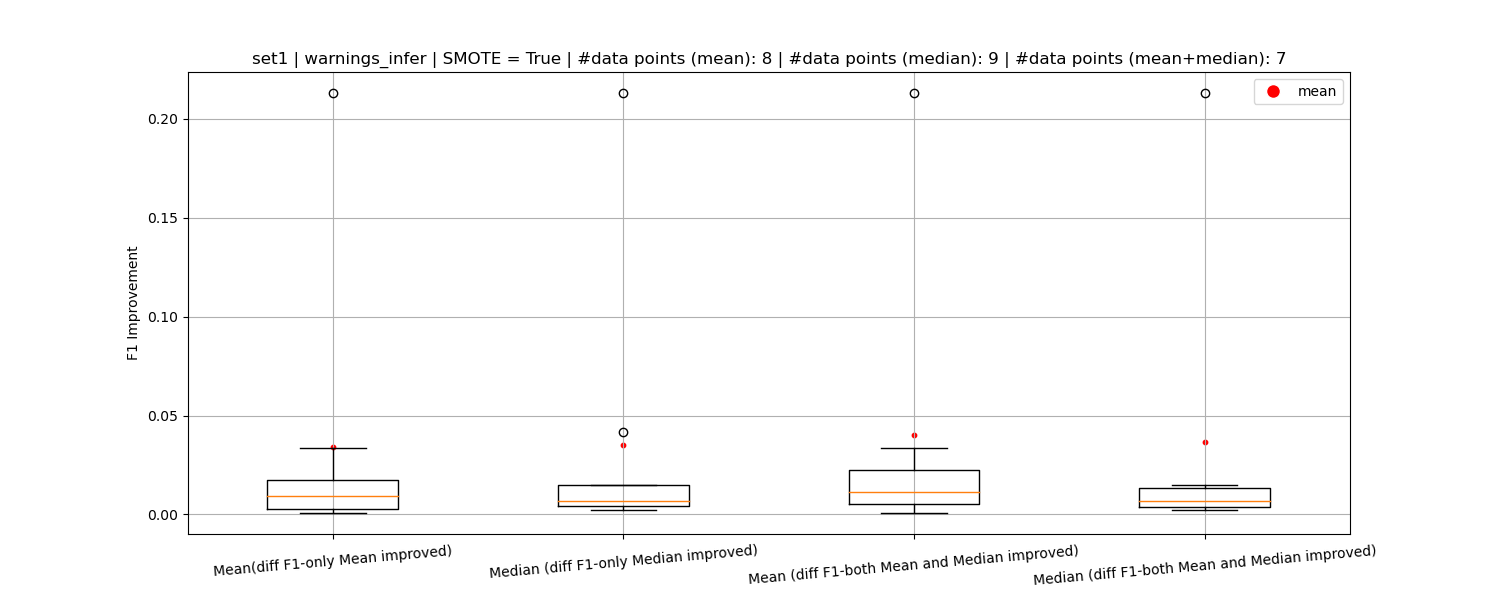 set1 | warnings_infer | SMOTE = True | #data points (mean): 8 | #data points (median): 9 | #data points (mean+median): 7
mean
0.20
0.15
0.10
0.05
0.00
F1 Improvement
Mean(diff F1-only Mean improved)
Median (diff F1-only Median improved)
Mean (diff F1-both Mean and Median improved)
Median (diff F1-both Mean and Median improved)